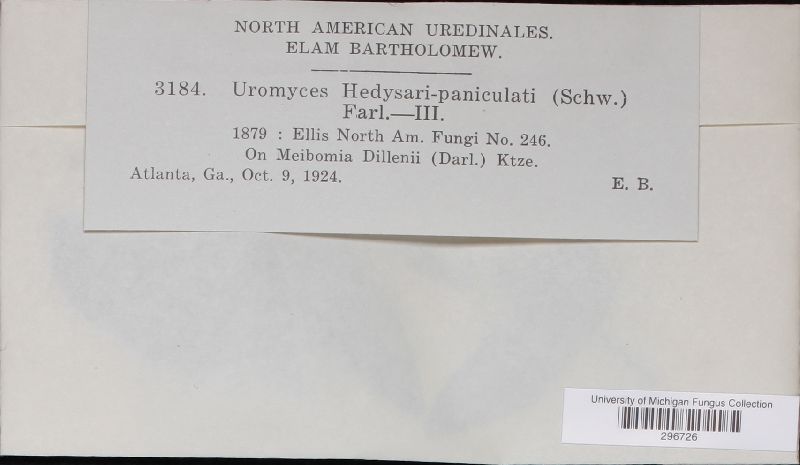 NORTH AMERICAN UREDINALES.
ELAM BARTHOLOMEW.
3184. Uromyces Hedysari-paniculati (Schw.)
Farl.—III.
1879 : Ellis North Am. Fungi No. 246.
On Meibomia Dillenii (Darl.) Ktze.
Atlanta, Ga., Oct. 9, 1924. E. B.
University of Michigan Fungus Collection
296726